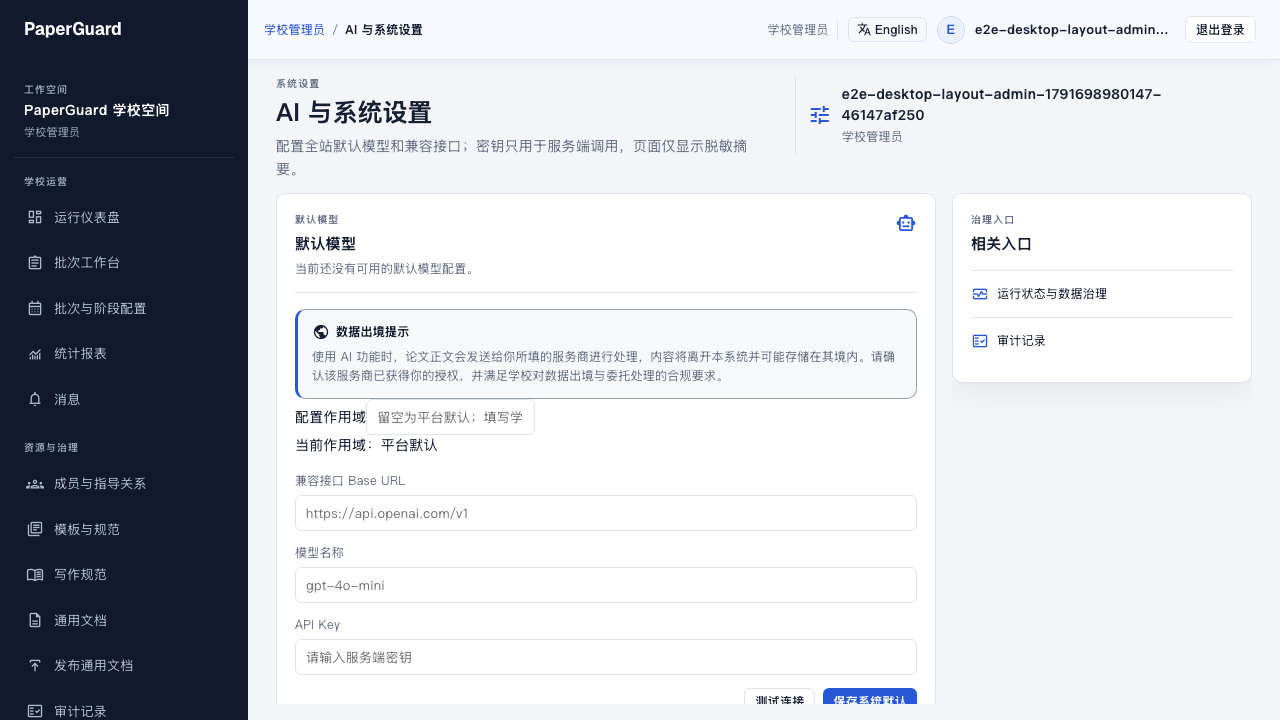 PaperGuard
工作空间
PaperGuard 学校空间
学校管理员
学校运营
运行仪表盘
批次工作台
批次与阶段配置
统计报表
消息
资源与治理
成员与指导关系
模板与规范
写作规范
通用文档
发布通用文档
审计记录
学校管理员 / AI 与系统设置
学校管理员
English
E
e2e-desktop-layout-admin...
退出登录
系统设置
AI 与系统设置
配置全站默认模型和兼容接口；密钥只用于服务端调用，页面仅显示脱敏摘
要。
e2e-desktop-layout-admin-1791698980147-
46147af250
学校管理员
默认模型
默认模型
当前还没有可用的默认模型配置。
数据出境提示
使用 AI 功能时，论文正文会发送给你所填的服务商进行处理，内容将离开本系统并可能存储在其境内。请确
认该服务商已获得你的授权，并满足学校对数据出境与委托处理的合规要求。
配置作用域 留空为平台默认；填写学
当前作用域：平台默认
兼容接口 Base URL
https://api.openai.com/v1
模型名称
gpt-4o-mini
API Key
请输入服务端密钥
测试连接
保存系统默认
治理入口
相关入口
运行状态与数据治理
审计记录